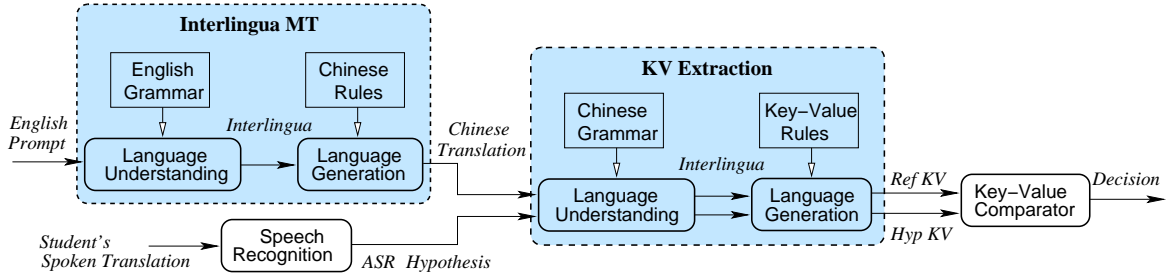 Interlingua MT
English
Grammar
Chinese
Rules
English
Prompt
Interlingua
Language
Understanding
Language
Generation
Chinese
Translation
KV Extraction
Chinese
Grammar
Key–Value
Rules
Interlingua
Language
Understanding
Language
Generation
Ref KV
Hyp KV
Key–Value
Comparator
Decision
Student's
Spoken Translation
Speech
Recognition
ASR Hypothesis